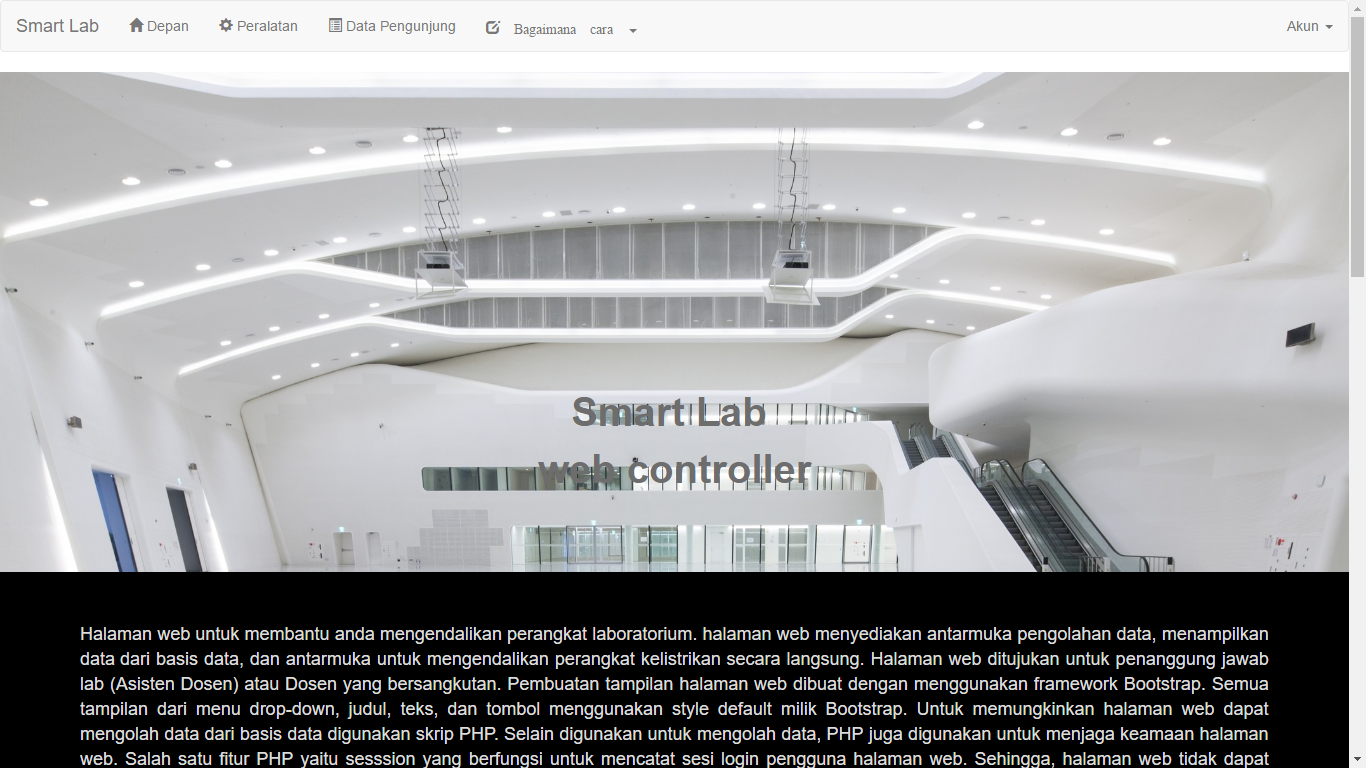 Smart Lab Depan Peralatan Data Pengunjung Bagaimana cara Akun
Smart Lab
web controller
Halaman web untuk membantu anda mengendalikan perangkat laboratorium. halaman web menyediakan antarmuka pengolahan data, menampilkan
data dari basis data, dan antarmuka untuk mengendalikan perangkat kelistrikan secara langsung. Halaman web ditujukan untuk penanggung jawab
lab (Asisten Dosen) atau Dosen yang bersangkutan. Pembuatan tampilan halaman web dibuat dengan menggunakan framework Bootstrap. Semua
tampilan dari menu drop-down, judul, teks, dan tombol menggunakan style default milik Bootstrap. Untuk memungkinkan halaman web dapat
mengolah data dari basis data digunakan skrip PHP. Selain digunakan untuk mengolah data, PHP juga digunakan untuk menjaga keamaan halaman
web. Salah satu fitur PHP yaitu sesssion yang berfungsi untuk mencatat sesi login pengguna halaman web. Sehingga, halaman web tidak dapat